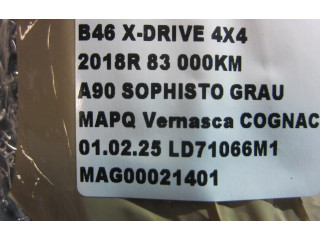 B46 X-DRIVE 4X4
2018R 83 000KM
A90 SOPHISTO GRAU
MAPQ Vernasca COGNAC
01.02.25 LD71066M1
MAG00021401